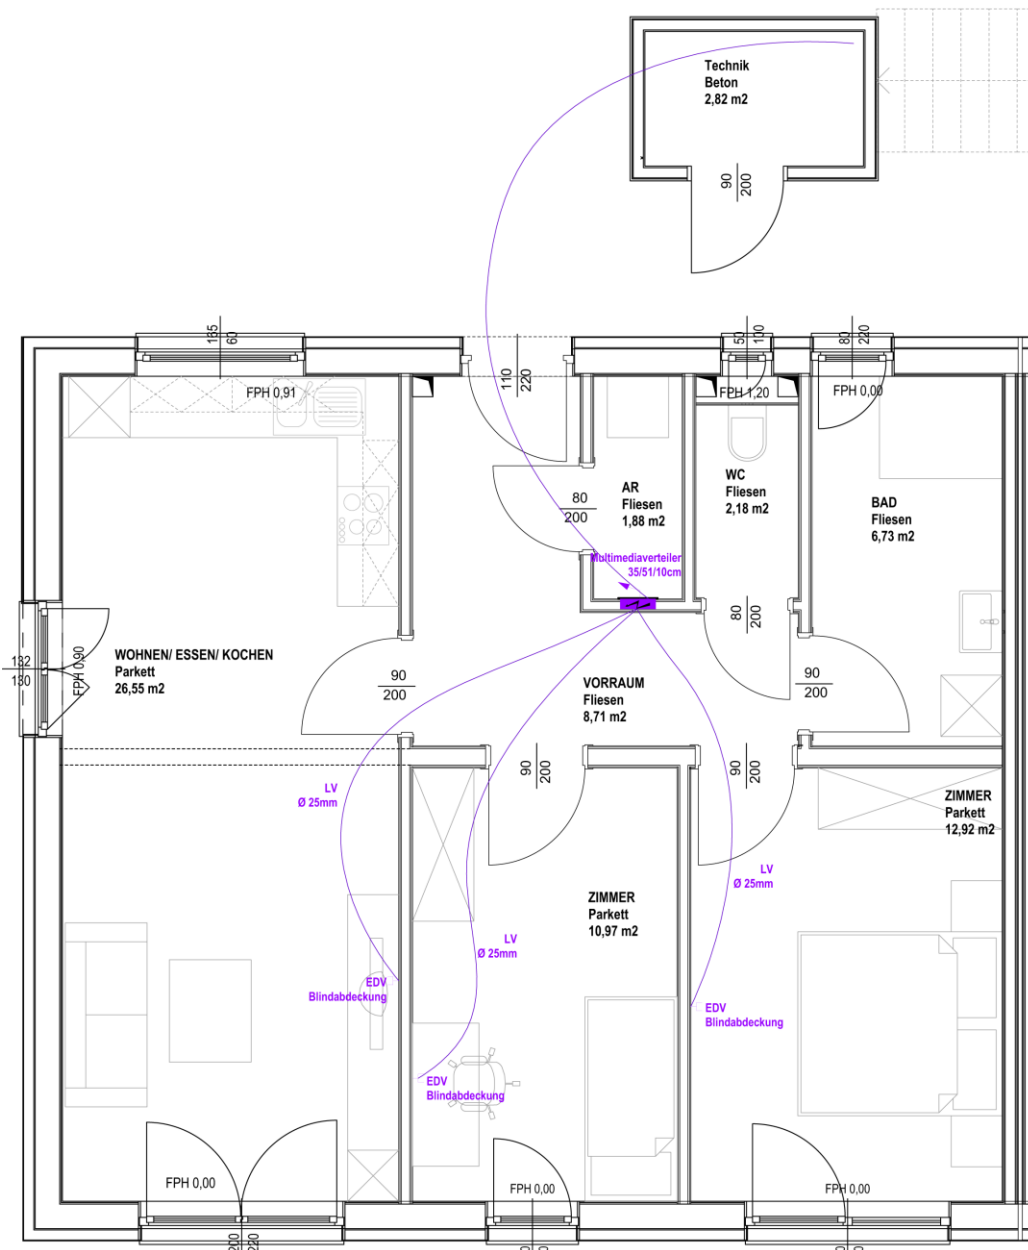 Technik
Beton
2,82 m2
90
200
165
60
110
220
50
100
80
220
FPH 0,91
FPH 1,20
FPH 0,00
AR
Fliesen
1,88 m2
80
200
WC
Fliesen
2,18 m2
BAD
Fliesen
6,73 m2
Multimediaverteiler
35/51/10cm
80
200
132
130
FPH 0,90
WOHNEN/ ESSEN/ KOCHEN
Parkett
26,55 m2
90
200
VORRAUM
Fliesen
8,71 m2
90
200
90
200
90
200
LV
Ø 25mm
ZIMMER
Parkett
12,92 m2
LV
Ø 25mm
ZIMMER
Parkett
10,97 m2
LV
Ø 25mm
EDV
Blindabdeckung
EDV
Blindabdeckung
EDV
Blindabdeckung
FPH 0,00
FPH 0,00
FPH 0,00
200
220